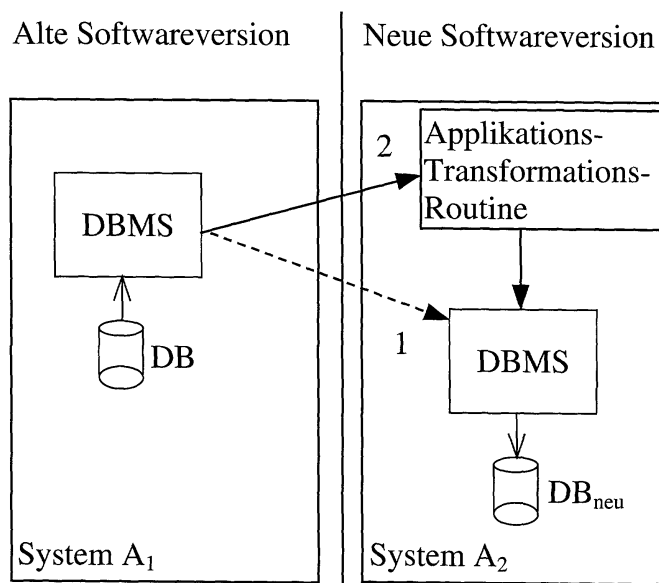 Alte Softwareversion
Neue Softwareversion
2
Applikations-
Transformations-
Routine
DBMS
1
DB
DBMS
DBneu
System A1
System A2